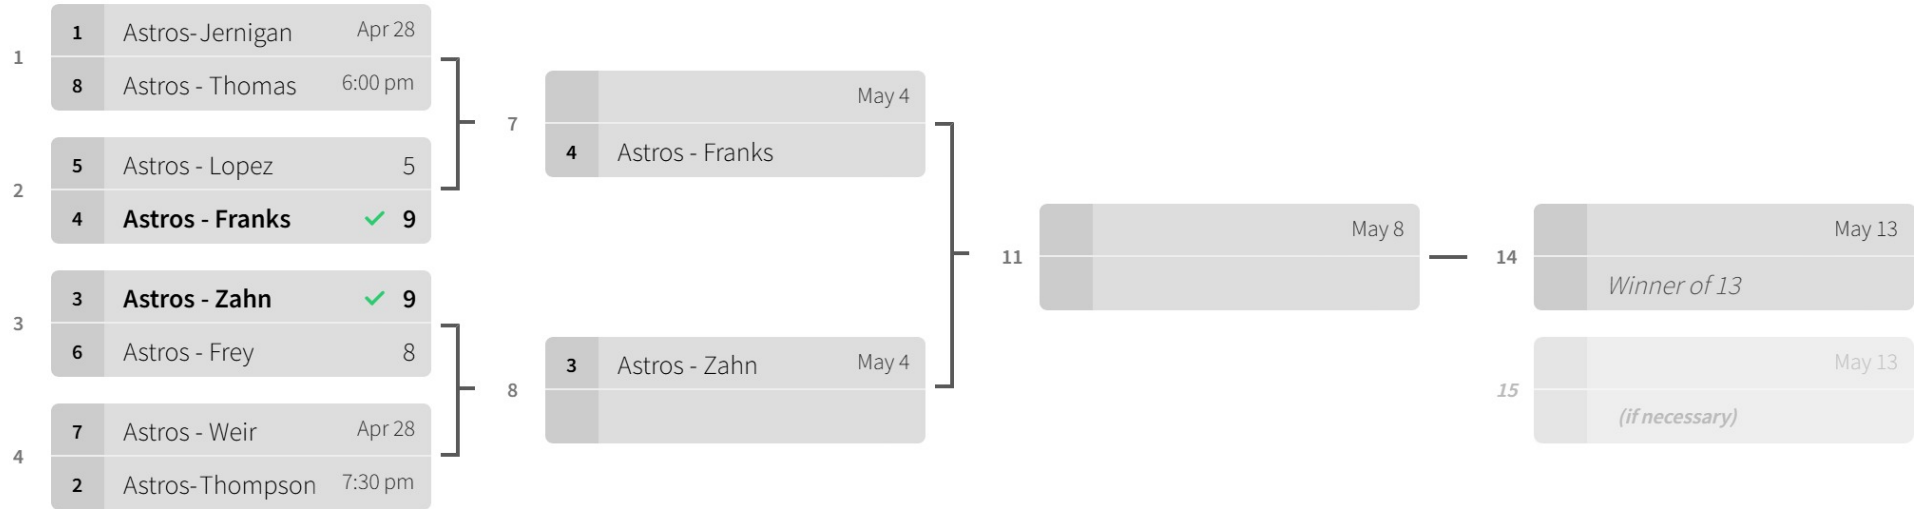 1
1 Astros-Jernigan Apr 28
8 Astros - Thomas 6:00 pm
2
5 Astros - Lopez 5
4 Astros - Franks 9
3
3 Astros - Zahn 9
6 Astros - Frey 8
4
7 Astros - Weir Apr 28
2 Astros-Thompson 7:30 pm
7
May 4
4 Astros - Franks
8
3 Astros - Zahn May 4
11
May 8
14
May 13
Winner of 13
15
May 13
(if necessary)